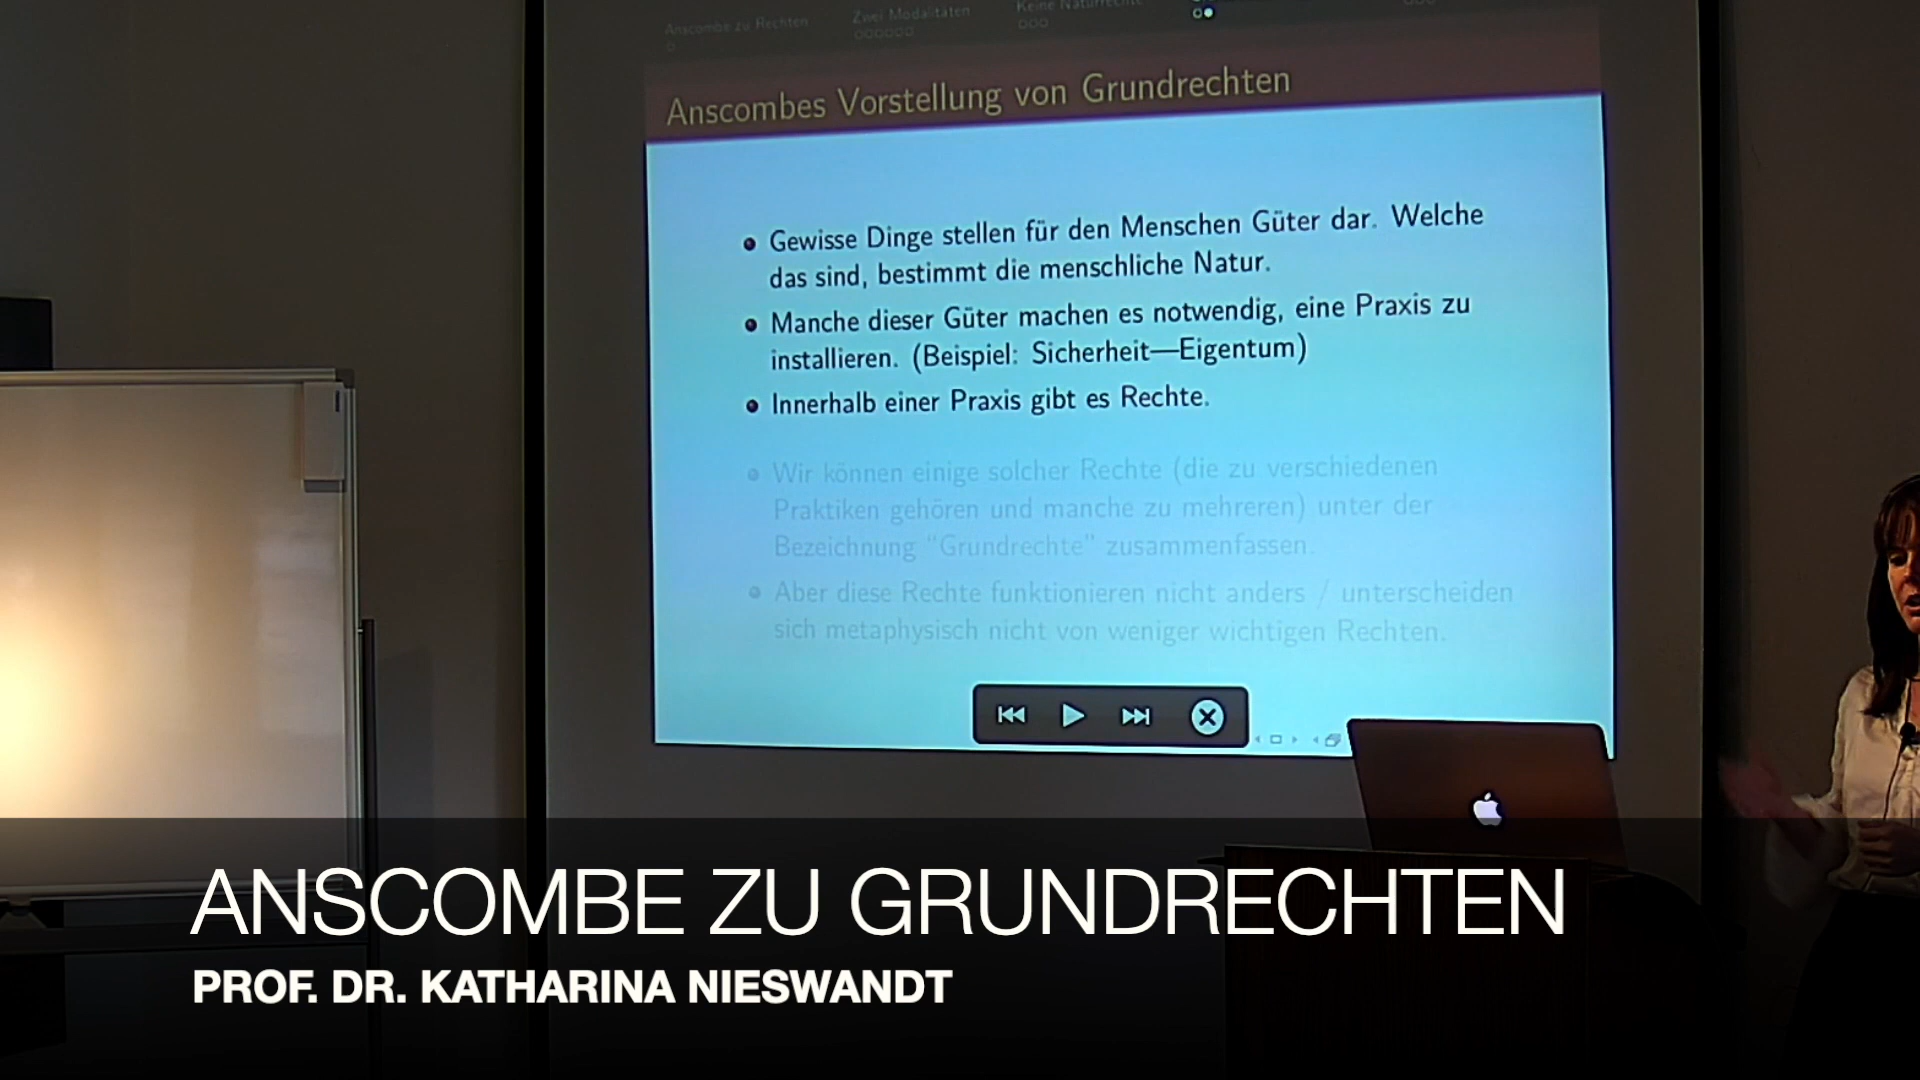 Anscombe zu Rechten
Zwei Modalitäten
Keine Naturrechte
Anscombes Vorstellung von Grundrechten
Gewisse Dinge stellen für den Menschen Güter dar. Welche
das sind, bestimmt die menschliche Natur.
Manche dieser Güter machen es notwendig, eine Praxis zu
installieren. (Beispiel: Sicherheit—Eigentum)
Innerhalb einer Praxis gibt es Rechte.
Wir können einige solcher Rechte (die zu verschiedenen
Praktiken gehören und manche zu mehreren) unter der
Bezeichnung "Grundrechte" zusammenfassen.
Aber diese Rechte funktionieren nicht anders / unterscheiden
sich metaphysisch nicht von weniger wichtigen Rechten.
ANSCOMBE ZU GRUNDRECHTEN
PROF. DR. KATHARINA NIESWANDT